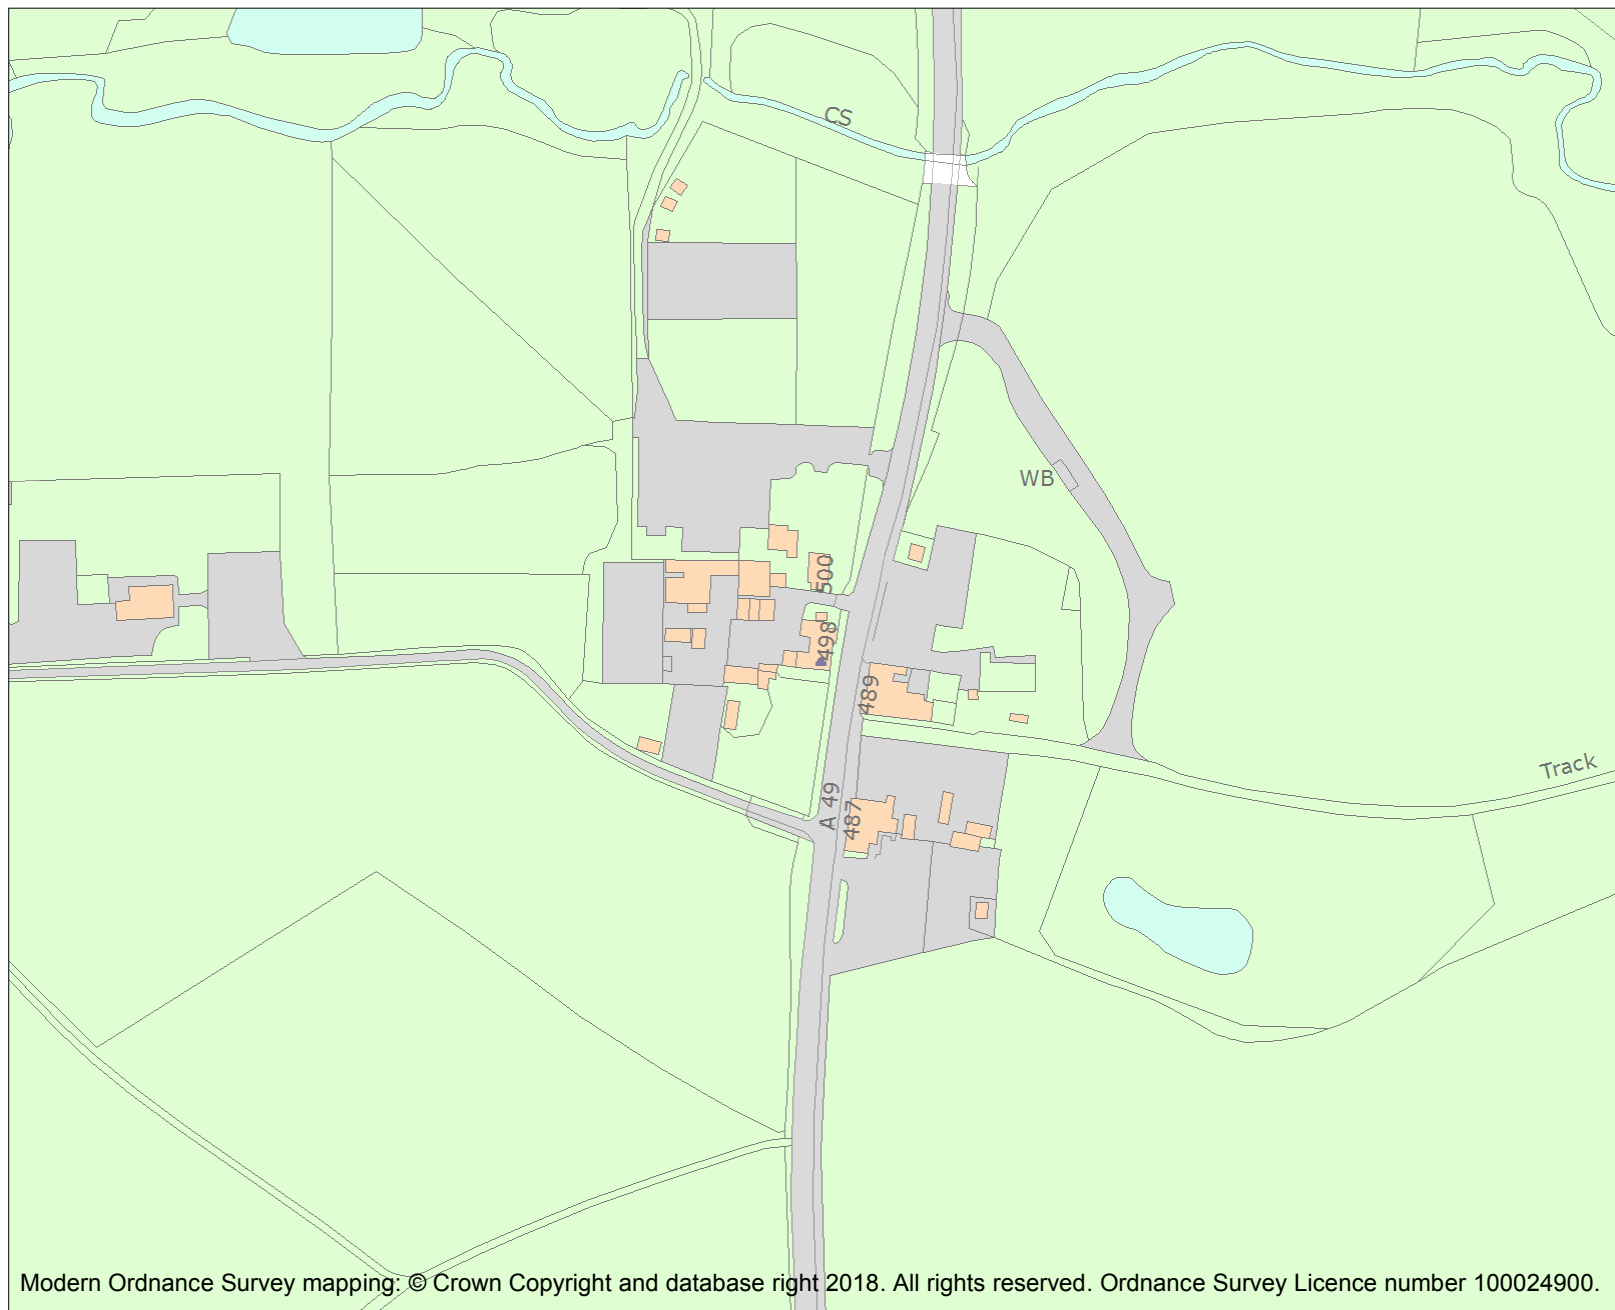 CS
WB
500
498
489
Track
A 49
487
Modern Ordnance Survey mapping: © Crown Copyright and database right 2018. All rights reserved. Ordnance Survey Licence number 100024900.